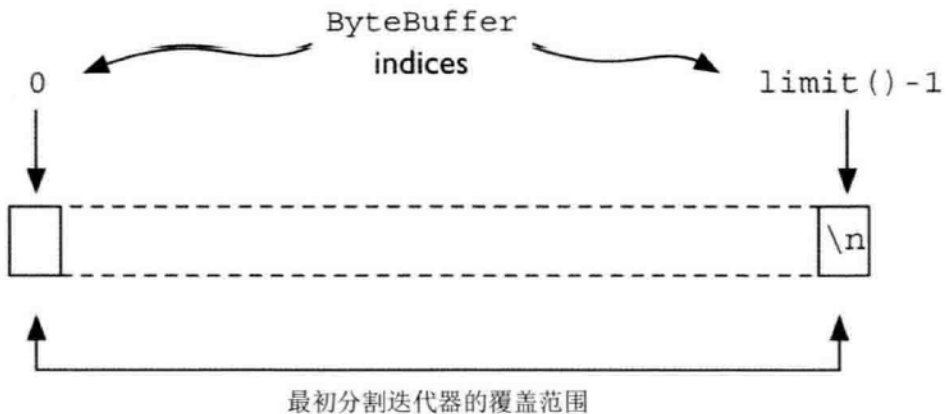 ByteBuffer
indices
0
limit()-1
\n
最初分割迭代器的覆盖范围